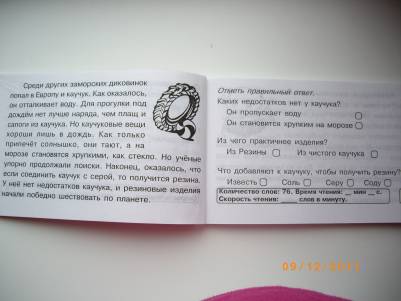 Среди других заморских диковинок
попал в Европу и каучук. Как оказалось,
он отталкивает воду. Для прогулки под
дождём нет лучше наряда, чем плащ и
сапоги из каучука. Но каучуковые вещи
хороши лишь в дождь. Как только
припечёт солнышко, они тают, а на
морозе становятся хрупкими, как стекло. Но учёные
упорно продолжали поиски. Наконец, оказалось, что
если соединить каучук с серой, то получится резина.
У неё нет недостатков каучука, и резиновые изделия
начали победно шествовать по планете.
Отметь правильный ответ.
Каких недостатков нет у каучука?
Он пропускает воду
Он становится хрупким на морозе
Из чего практичнее изделия?
Из Резины Из чистого каучука
Что добавляют к каучуку, чтобы получить резину?
Известь Соль Серу Соду
Количество слов: 76. Время чтения: __ мин __ с.
Скорость чтения: ____ слов в минуту.
09/12/2011